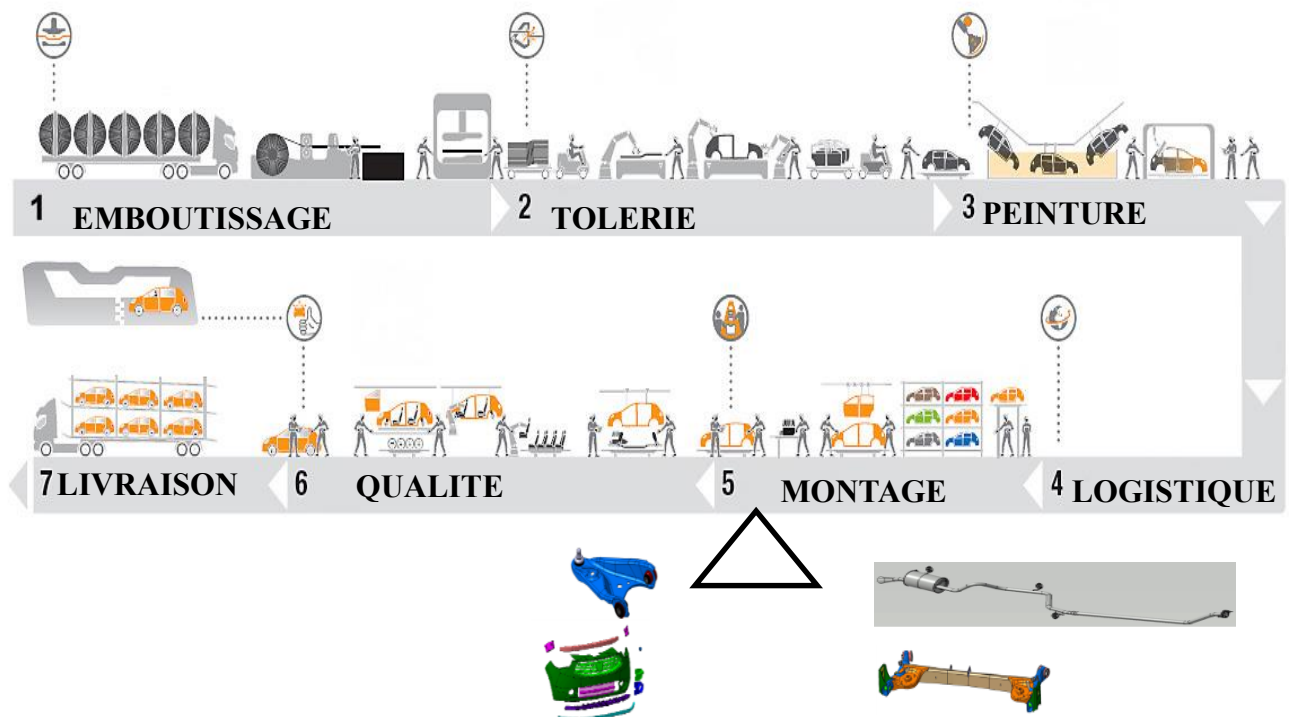 1 EMBOUTISSAGE
2 TOLERIE
3 PEINTURE
7 LIVRAISON
6 QUALITE
5 MONTAGE
4 LOGISTIQUE